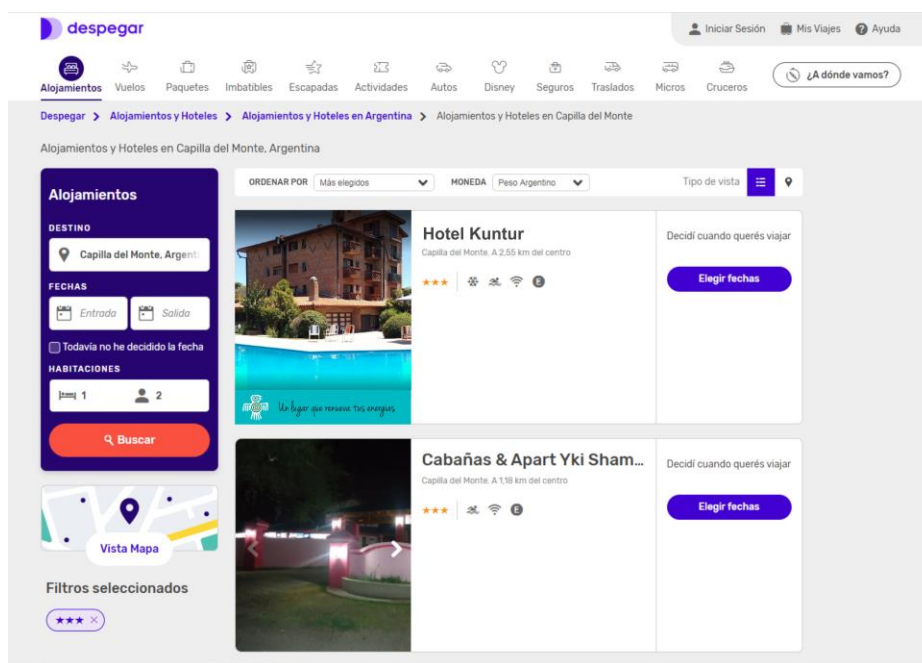 despegar
Iniciar Sesión Mis Viajes Ayuda
Alojamientos Vuelos Paquetes Imbatibles Escapadas Actividades Autos Disney Seguros Traslados Micros Cruceros ¿A dónde vamos?
Despegar > Alojamientos y Hoteles > Alojamientos y Hoteles en Argentina > Alojamientos y Hoteles en Capilla del Monte
Alojamientos y Hoteles en Capilla del Monte, Argentina
Alojamientos
DESTINO
Capilla del Monte, Argenti
FECHAS
Entrada Salida
Todavía no he decidido la fecha
HABITACIONES
1 2
Buscar
Vista Mapa
Filtros seleccionados
★★★ ×
ORDENAR POR Más elegidos MONEDA Peso Argentino Tipo de vista
Hotel Kuntur
Capilla del Monte. A 2,55 km del centro
★★★ E
Un lugar que renueva tus energías
Decidí cuando querés viajar
Elegir fechas
Cabañas & Apart Yki Sham...
Capilla del Monte. A 1,18 km del centro
★★★ E
Decidí cuando querés viajar
Elegir fechas